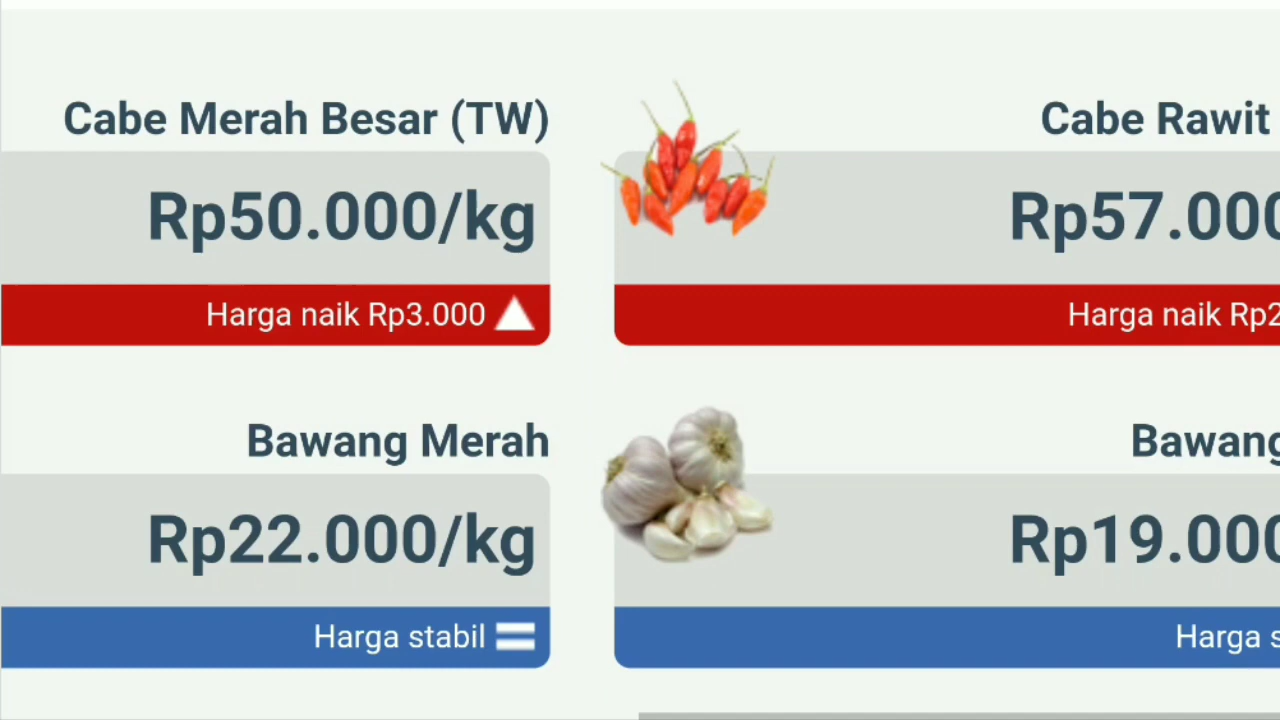 Cabe Merah Besar (TW)
Rp50.000/kg
Harga naik Rp3.000
Cabe Rawit
Rp57.000
Harga naik Rp2
Bawang Merah
Rp22.000/kg
Harga stabil
Bawang
Rp19.000
Harga s